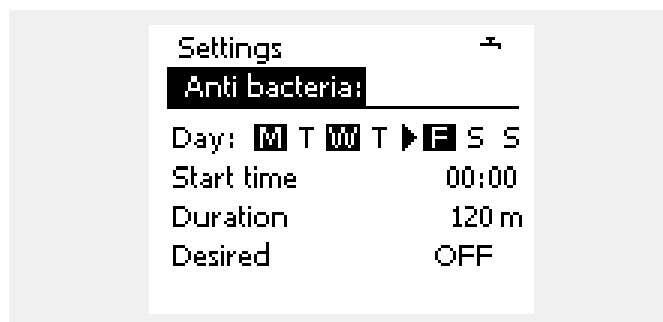 Settings
Anti bacteria:
Day: M T W T F S S
Start time 00:00
Duration 120 m
Desired OFF